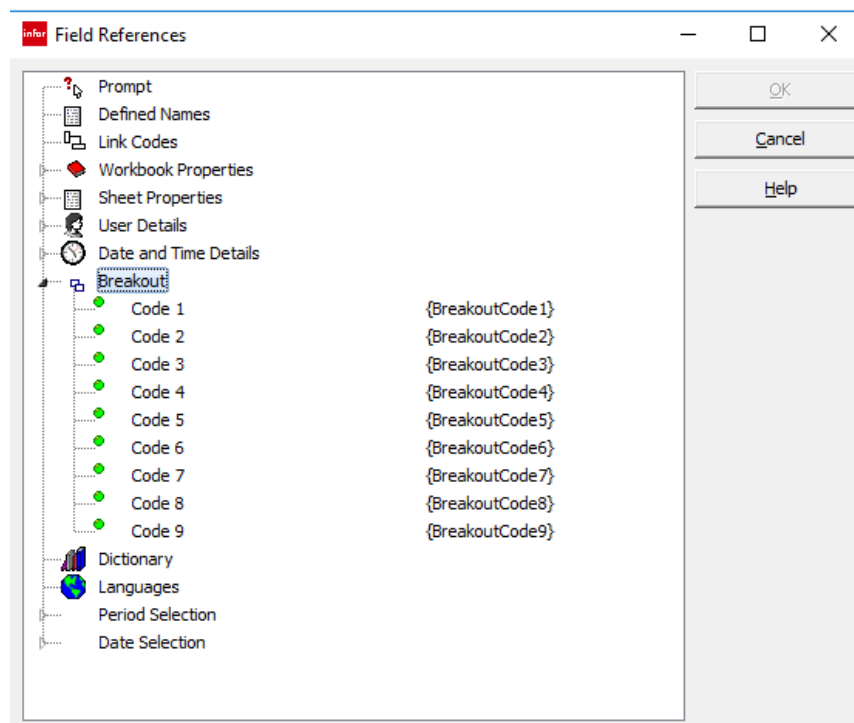 infor Field References
Prompt
OK
Defined Names
Link Codes
Cancel
Workbook Properties
Sheet Properties
Help
User Details
Date and Time Details
Breakout
Code 1 {BreakoutCode1}
Code 2 {BreakoutCode2}
Code 3 {BreakoutCode3}
Code 4 {BreakoutCode4}
Code 5 {BreakoutCode5}
Code 6 {BreakoutCode6}
Code 7 {BreakoutCode7}
Code 8 {BreakoutCode8}
Code 9 {BreakoutCode9}
Dictionary
Languages
Period Selection
Date Selection